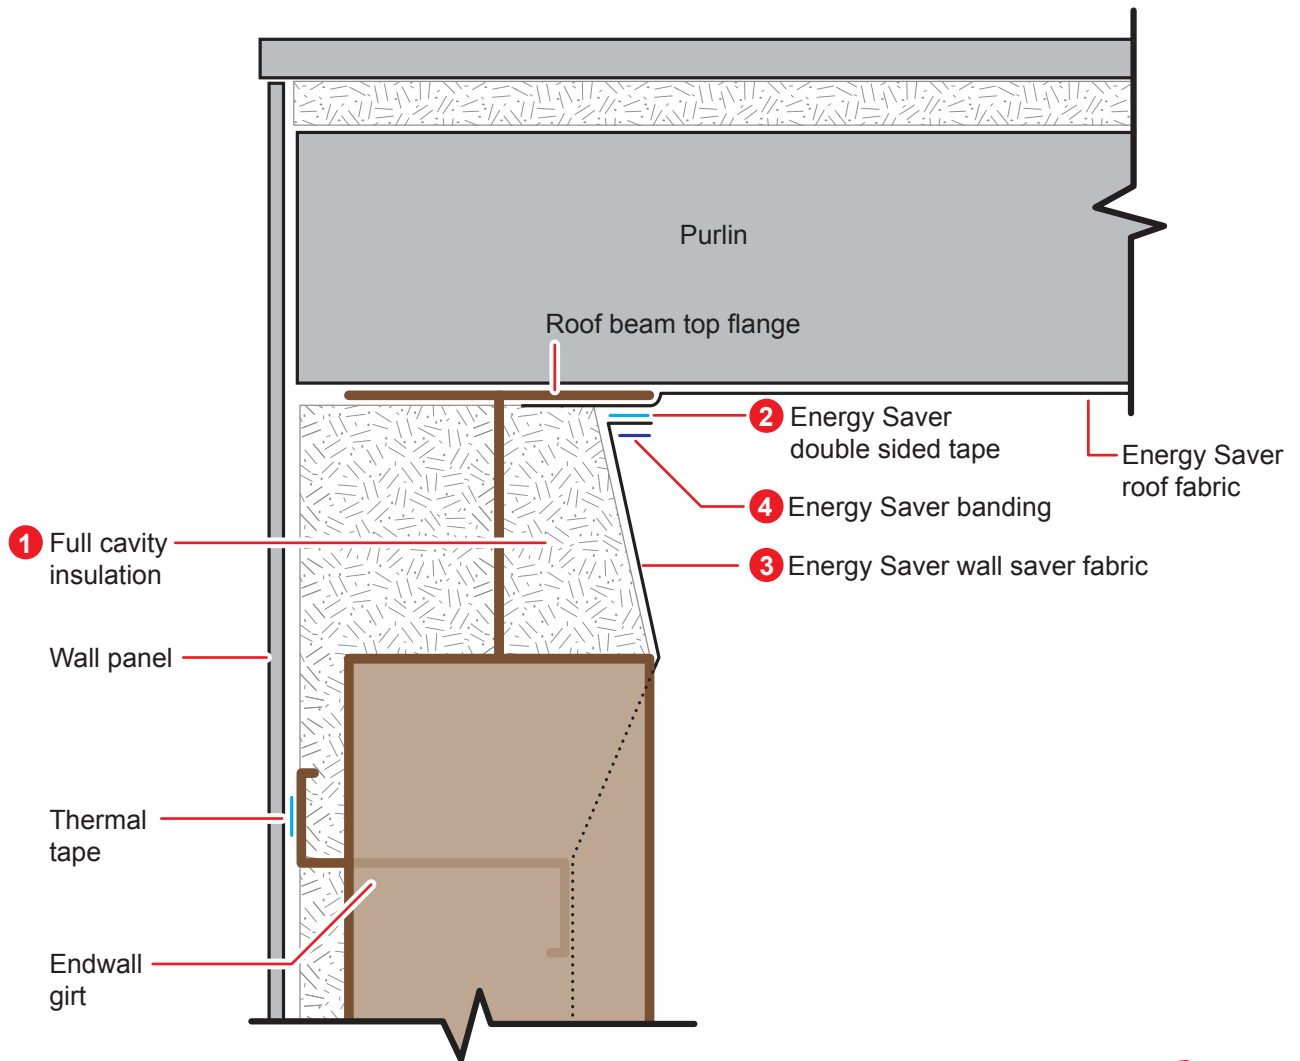 Purlin
Roof beam top flange
2 Energy Saver
double sided tape
Energy Saver
roof fabric
4 Energy Saver banding
1 Full cavity
insulation
3 Energy Saver wall saver fabric
Wall panel
Thermal
tape
Endwall
girt